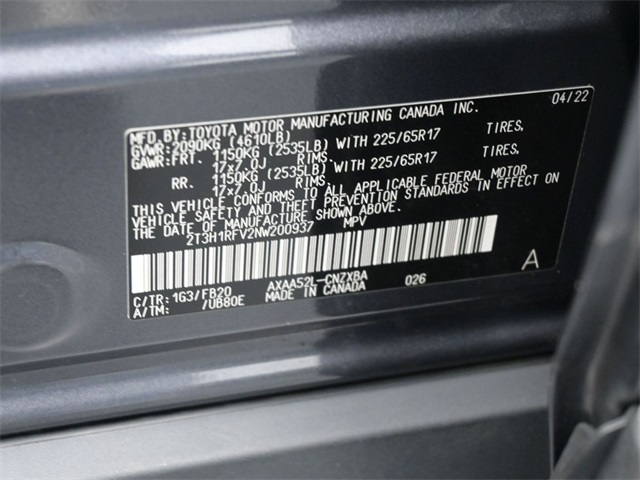 MFD.BY:TOYOTA MOTOR MANUFACTURING CANADA INC. 04/22
GVWR:2090KG (4610LB)
GAWR:FRT. 1150KG (2535LB) WITH 225/65R17 TIRES,
17x7.0J RIMS,
RR. 1150KG (2535LB) WITH 225/65R17 TIRES,
17x7.0J RIMS,
THIS VEHICLE CONFORMS TO ALL APPLICABLE FEDERAL MOTOR
VEHICLE SAFETY AND THEFT PREVENTION STANDARDS IN EFFECT ON
THE DATE OF MANUFACTURE SHOWN ABOVE.
2T3H1RFV2NW200937 MPV
A
C/TR: 1G3/FB20 AXAA52L-CNZXBA 026
A/TM: /UB80E MADE IN CANADA